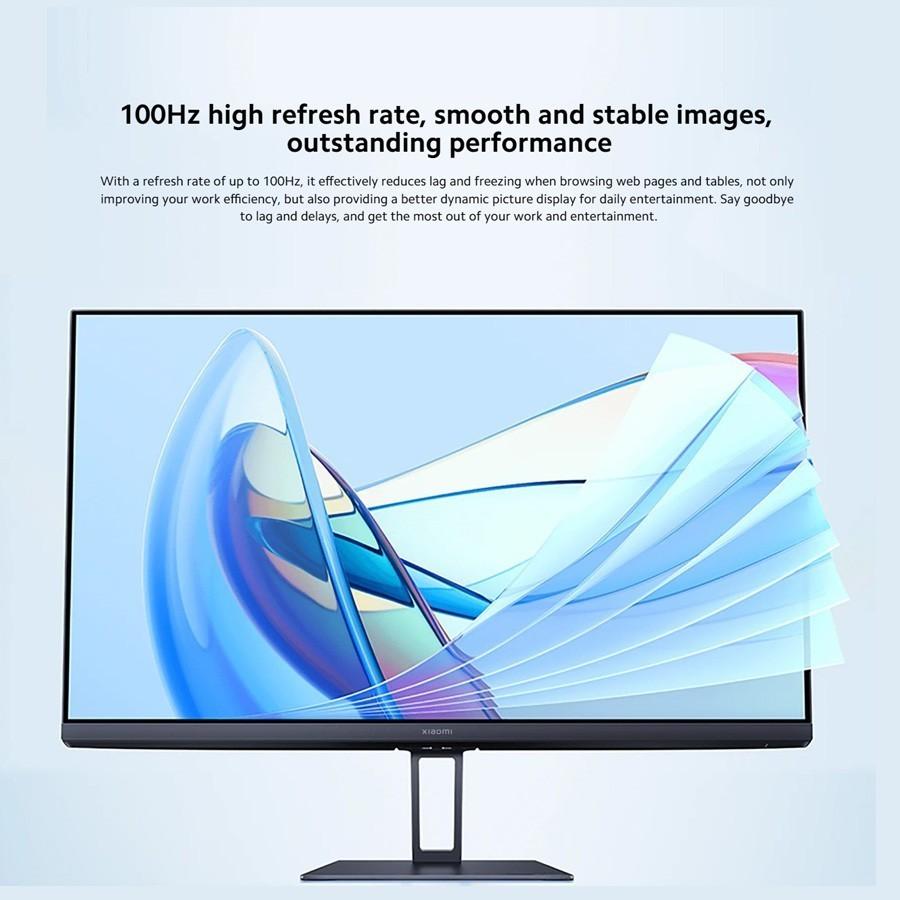 100Hz high refresh rate, smooth and stable images,
outstanding performance
With a refresh rate of up to 100Hz, it effectively reduces lag and freezing when browsing web pages and tables, not only
improving your work efficiency, but also providing a better dynamic picture display for daily entertainment. Say goodbye
to lag and delays, and get the most out of your work and entertainment.
xiaomi